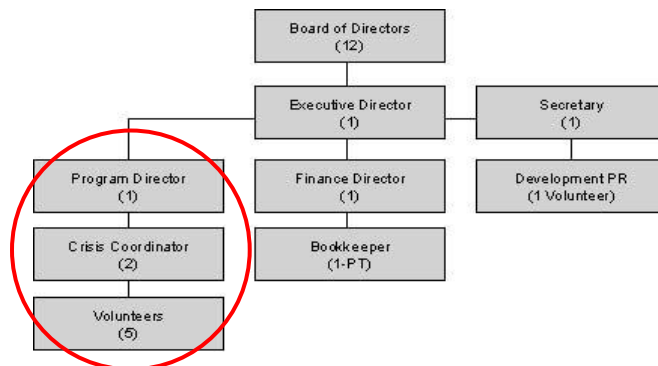 Board of Directors
(12)
Executive Director
(1)
Secretary
(1)
Program Director
(1)
Finance Director
(1)
Development PR
(1 Volunteer)
Crisis Coordinator
(2)
Bookkeeper
(1-PT)
Volunteers
(5)